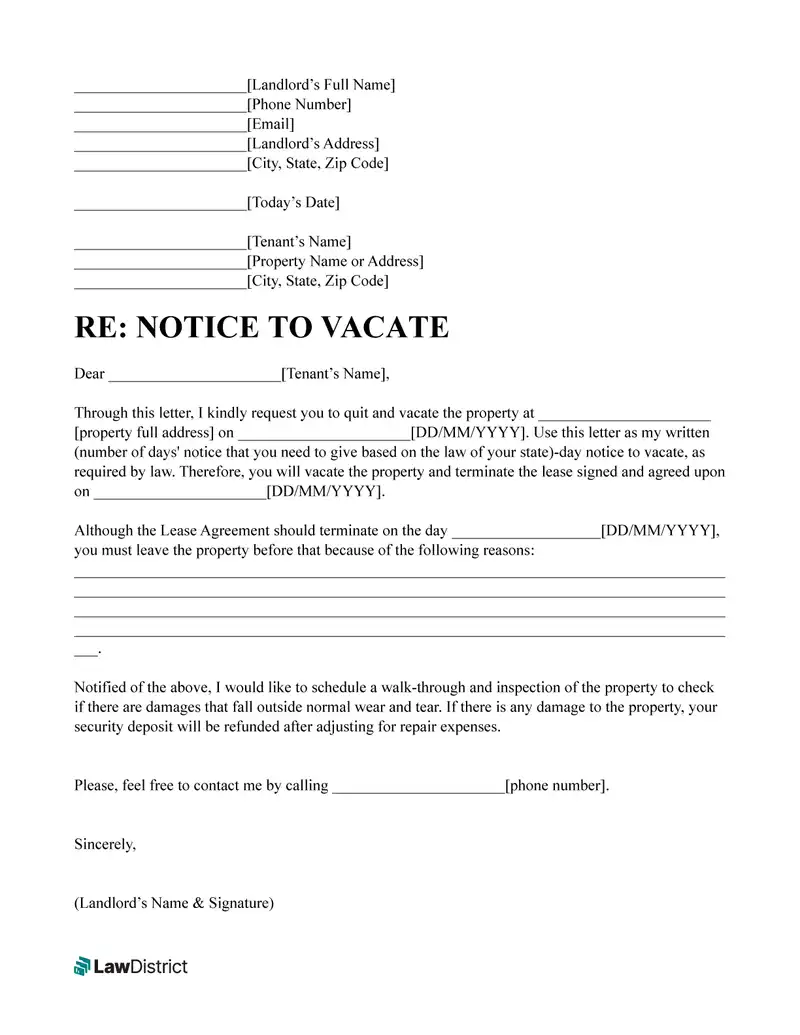 ______________________[Landlord’s Full Name]
______________________[Phone Number]
______________________[Email]
______________________[Landlord’s Address]
______________________[City, State, Zip Code]
______________________[Today’s Date]
______________________[Tenant’s Name]
______________________[Property Name or Address]
______________________[City, State, Zip Code]
RE: NOTICE TO VACATE
Dear ______________________[Tenant’s Name],
Through this letter, I kindly request you to quit and vacate the property at ______________________
[property full address] on ______________________[DD/MM/YYYY]. Use this letter as my written
(number of days' notice that you need to give based on the law of your state)-day notice to vacate, as
required by law. Therefore, you will vacate the property and terminate the lease signed and agreed upon
on ______________________[DD/MM/YYYY].
Although the Lease Agreement should terminate on the day ___________________[DD/MM/YYYY],
you must leave the property before that because of the following reasons:
___________________________________________________________________________________
___________________________________________________________________________________
___________________________________________________________________________________
___________________________________________________________________________________
___.
Notified of the above, I would like to schedule a walk-through and inspection of the property to check
if there are damages that fall outside normal wear and tear. If there is any damage to the property, your
security deposit will be refunded after adjusting for repair expenses.
Please, feel free to contact me by calling ______________________[phone number].
Sincerely,
(Landlord’s Name & Signature)
LawDistrict